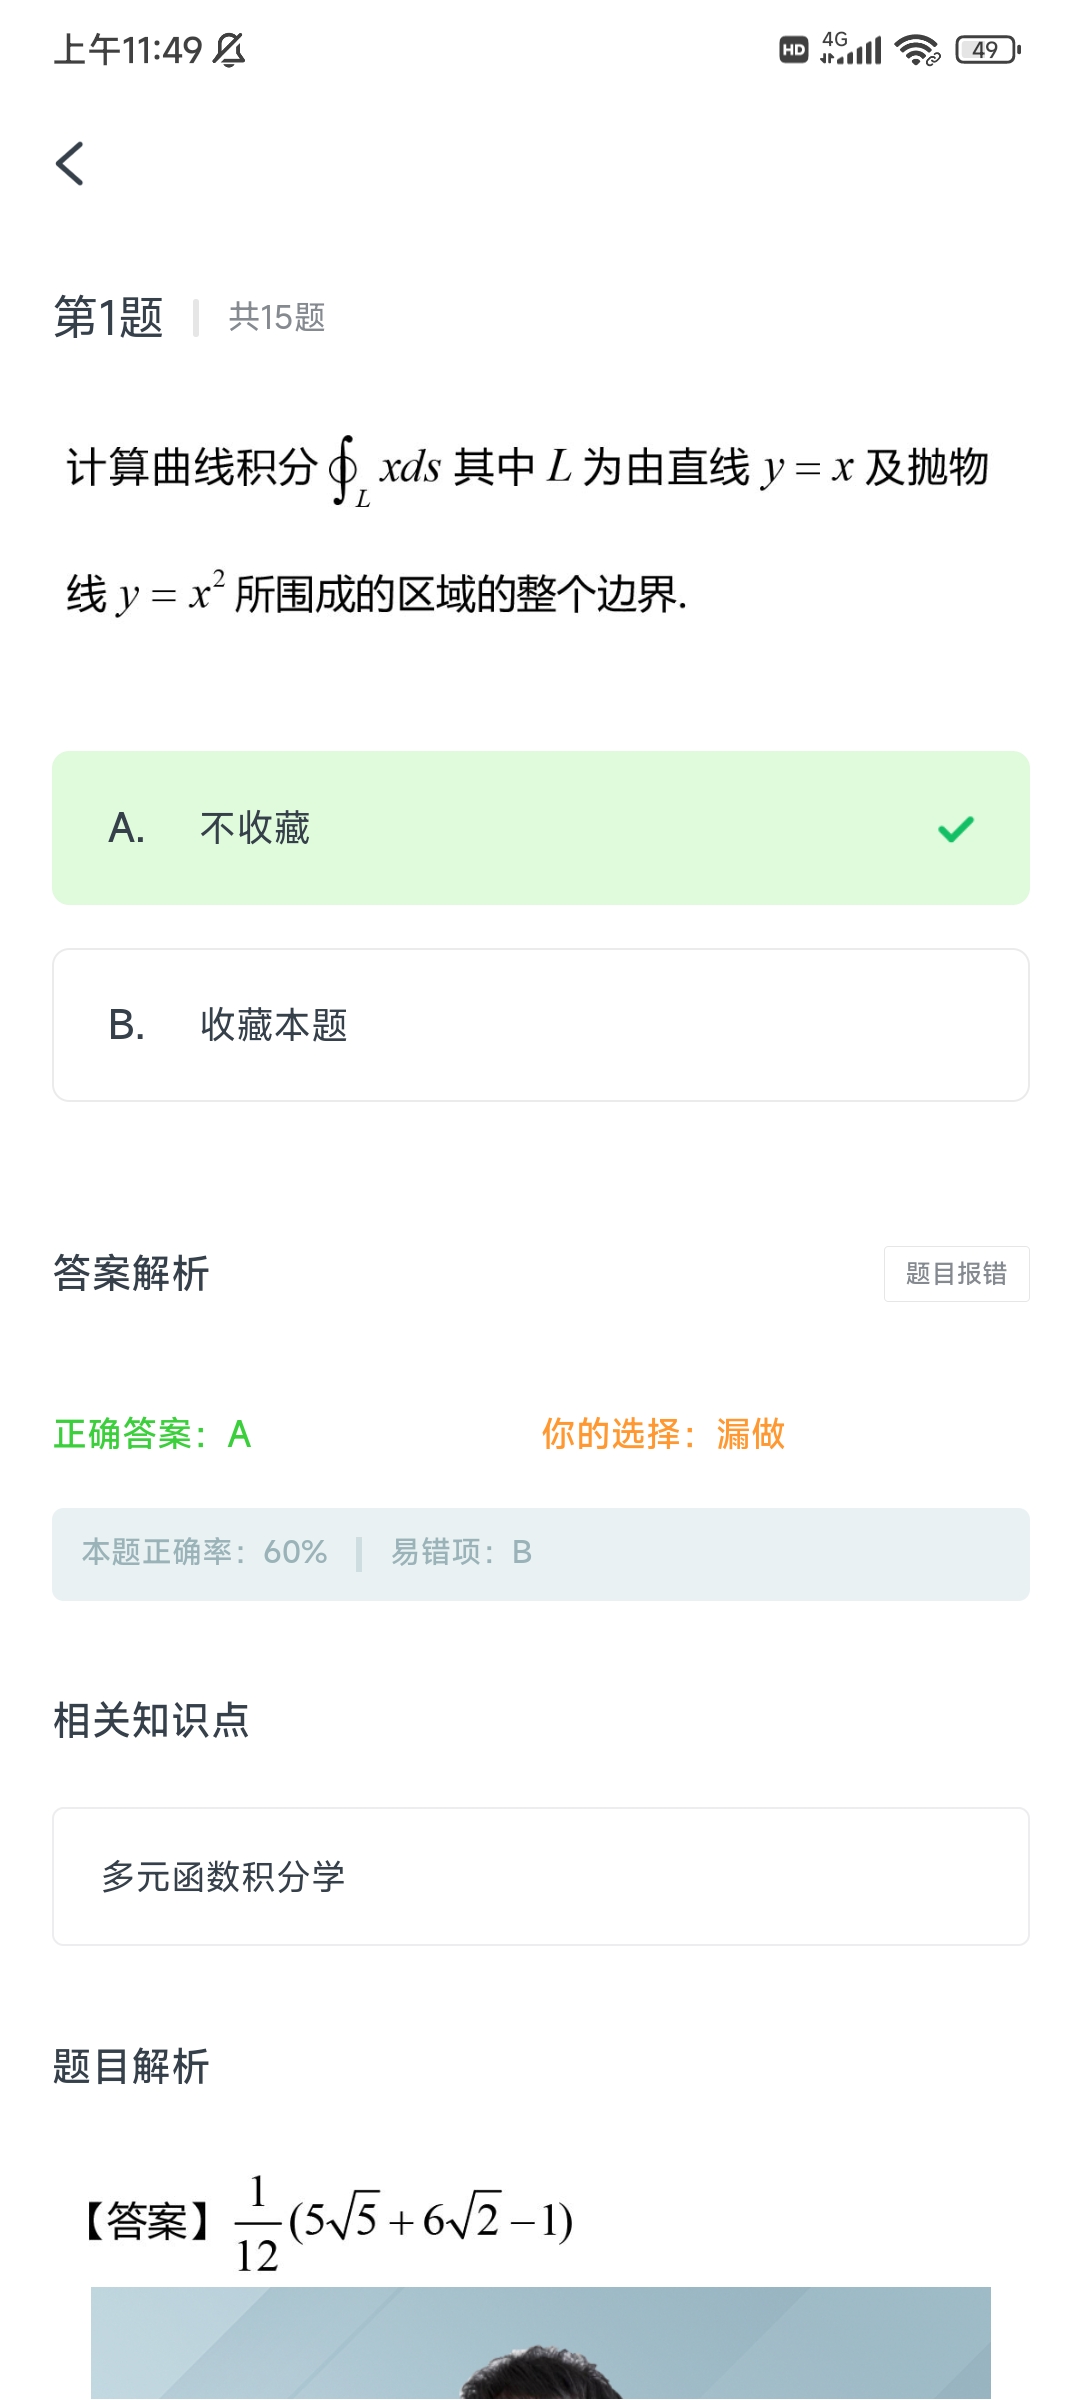 上午11:49
HD 4G 49
第1题 | 共15题
计算曲线积分∮_L xds 其中 L 为由直线 y = x 及抛物
线 y = x² 所围成的区域的整个边界.
A. 不收藏
B. 收藏本题
答案解析 题目报错
正确答案：A 你的选择：漏做
本题正确率：60% | 易错项：B
相关知识点
多元函数积分学
题目解析
【答案】 1/12 (5√5 + 6√2 − 1)